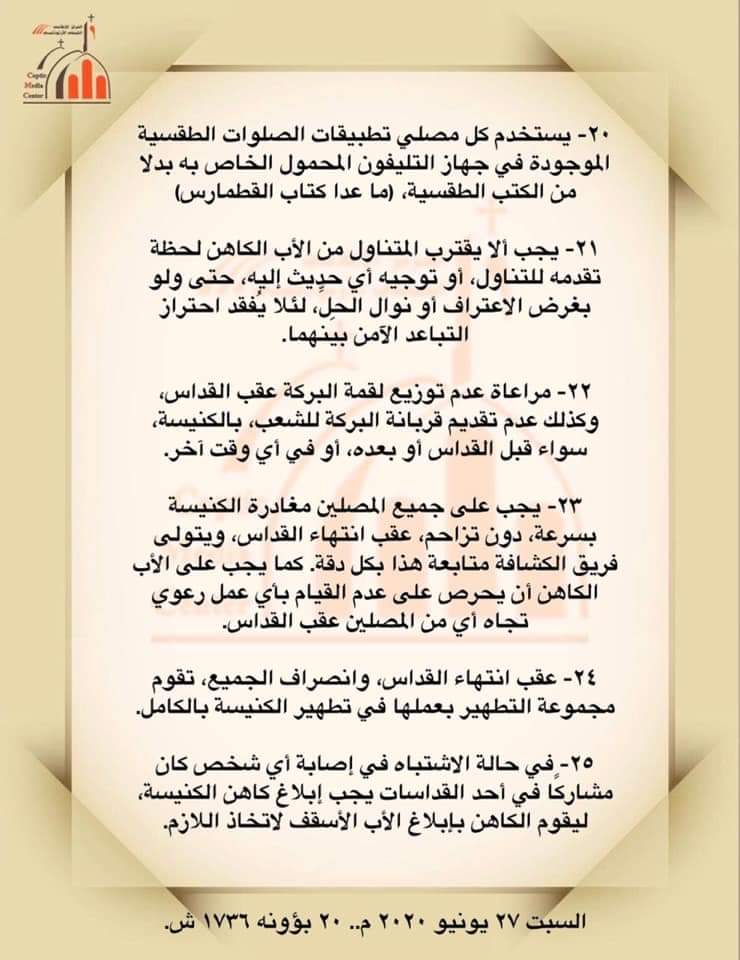 المركز الإعلامى
Coptic
Media
Center
٢٠- يستخدم كل مصلي تطبيقات الصلوات الطقسية
الموجودة في جهاز التليفون المحمول الخاص به بدلا
من الكتب الطقسية، (ما عدا كتاب القطمارس)
٢١- يجب ألا يقترب المتناول من الأب الكاهن لحظة
تقدمه للتناول، أو توجيه أي حديث إليه، حتى ولو
بغرض الاعتراف أو نوال الحِل، لئلا يُفقد احتراز
التباعد الآمن بينهما.
٢٢- مراعاة عدم توزيع لقمة البركة عقب القداس،
وكذلك عدم تقديم قربانة البركة للشعب، بالكنيسة،
سواء قبل القداس أو بعده، أو في أي وقت آخر.
٢٣- يجب على جميع المصلين مغادرة الكنيسة
بسرعة، دون تزاحم، عقب انتهاء القداس، ويتولى
فريق الكشافة متابعة هذا بكل دقة. كما يجب على الأب
الكاهن أن يحرص على عدم القيام بأي عمل رعوي
تجاه أي من المصلين عقب القداس.
٢٤- عقب انتهاء القداس، وانصراف الجميع، تقوم
مجموعة التطهير بعملها في تطهير الكنيسة بالكامل.
٢٥- في حالة الاشتباه في إصابة أي شخص كان
مشاركًا في أحد القداسات يجب إبلاغ كاهن الكنيسة،
ليقوم الكاهن بإبلاغ الأب الأسقف لاتخاذ اللازم.
السبت ٢٧ يونيو ٢٠٢٠ م.. ٢٠ بؤونه ١٧٣٦ ش.